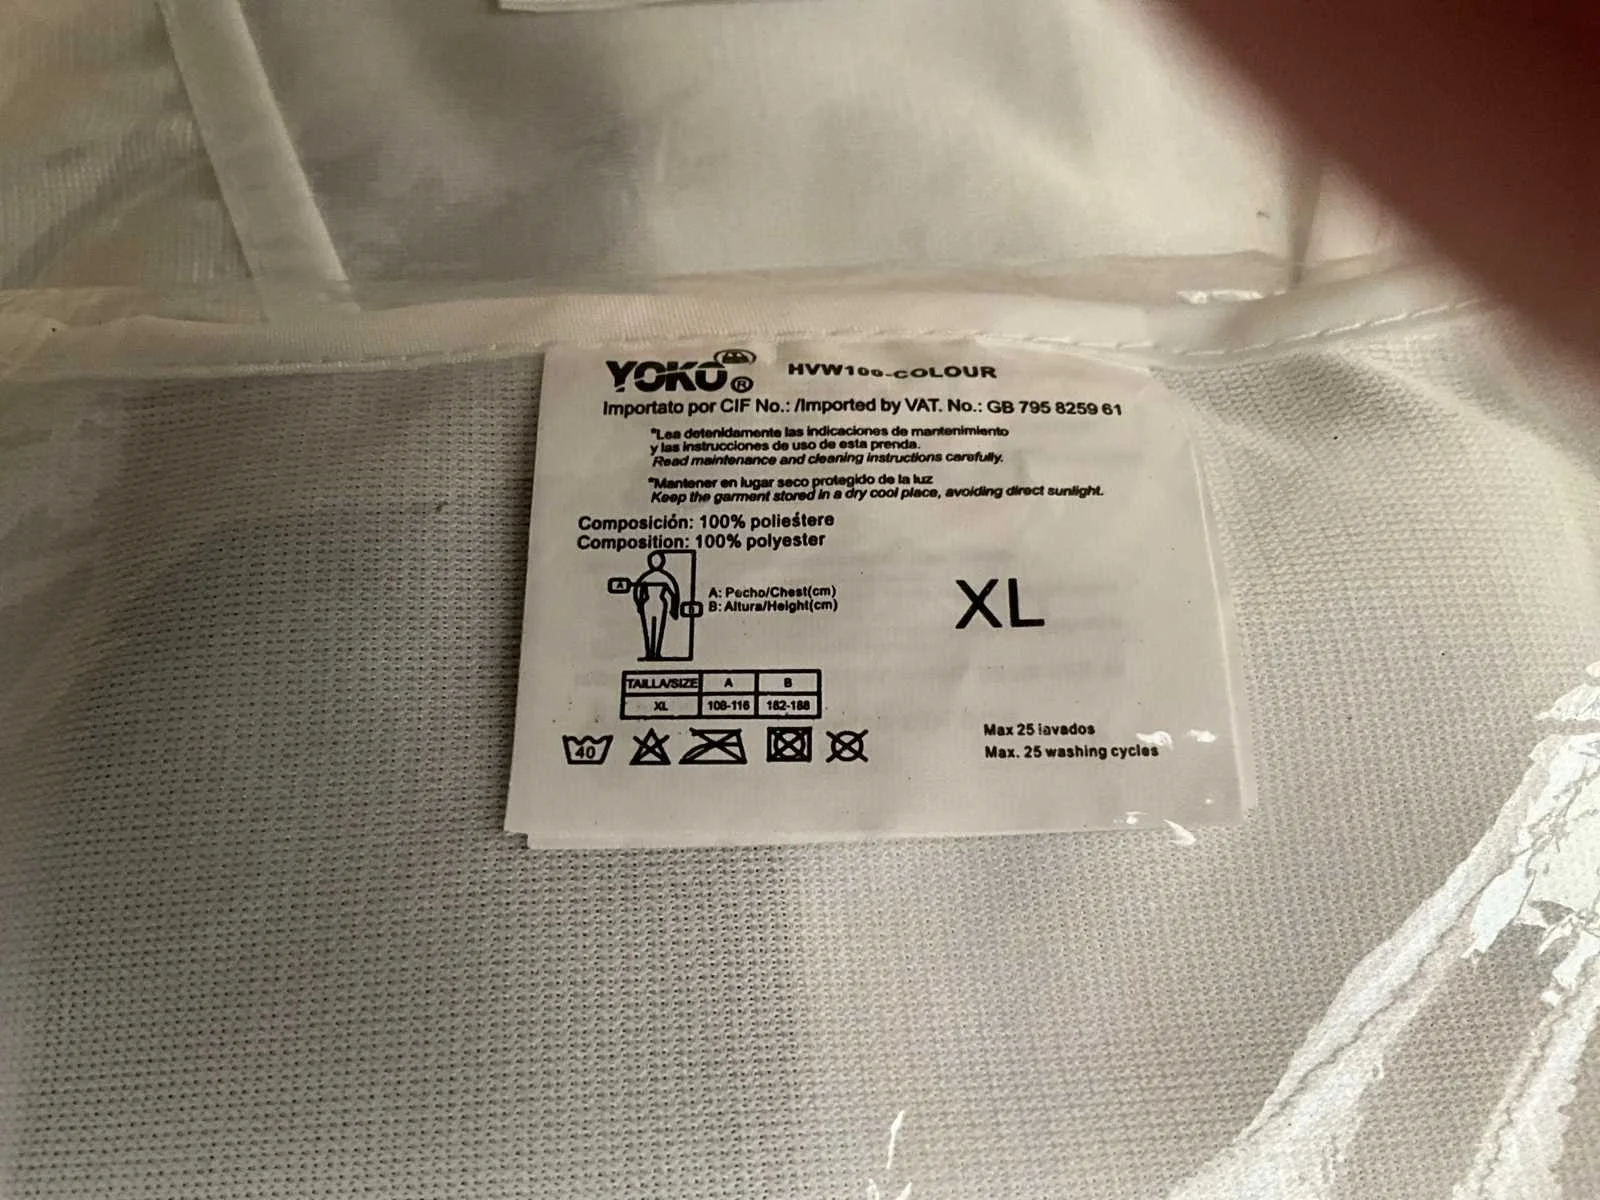 YOKO ®
HVW100-COLOUR
Importato por CIF No.: /Imported by VAT. No.: GB 795 8259 61
*Lea detenidamente las indicaciones de mantenimiento
y las instrucciones de uso de esta prenda.
Read maintenance and cleaning instructions carefully.
*Mantener en lugar seco protegido de la luz
Keep the garment stored in a dry cool place, avoiding direct sunlight.
Composición: 100% poliéstere
Composition: 100% polyester
A
B
A: Pecho/Chest(cm)
B: Altura/Height(cm)
XL
TAILLA/SIZE A B
XL 108-116 182-188
40
Max 25 lavados
Max. 25 washing cycles